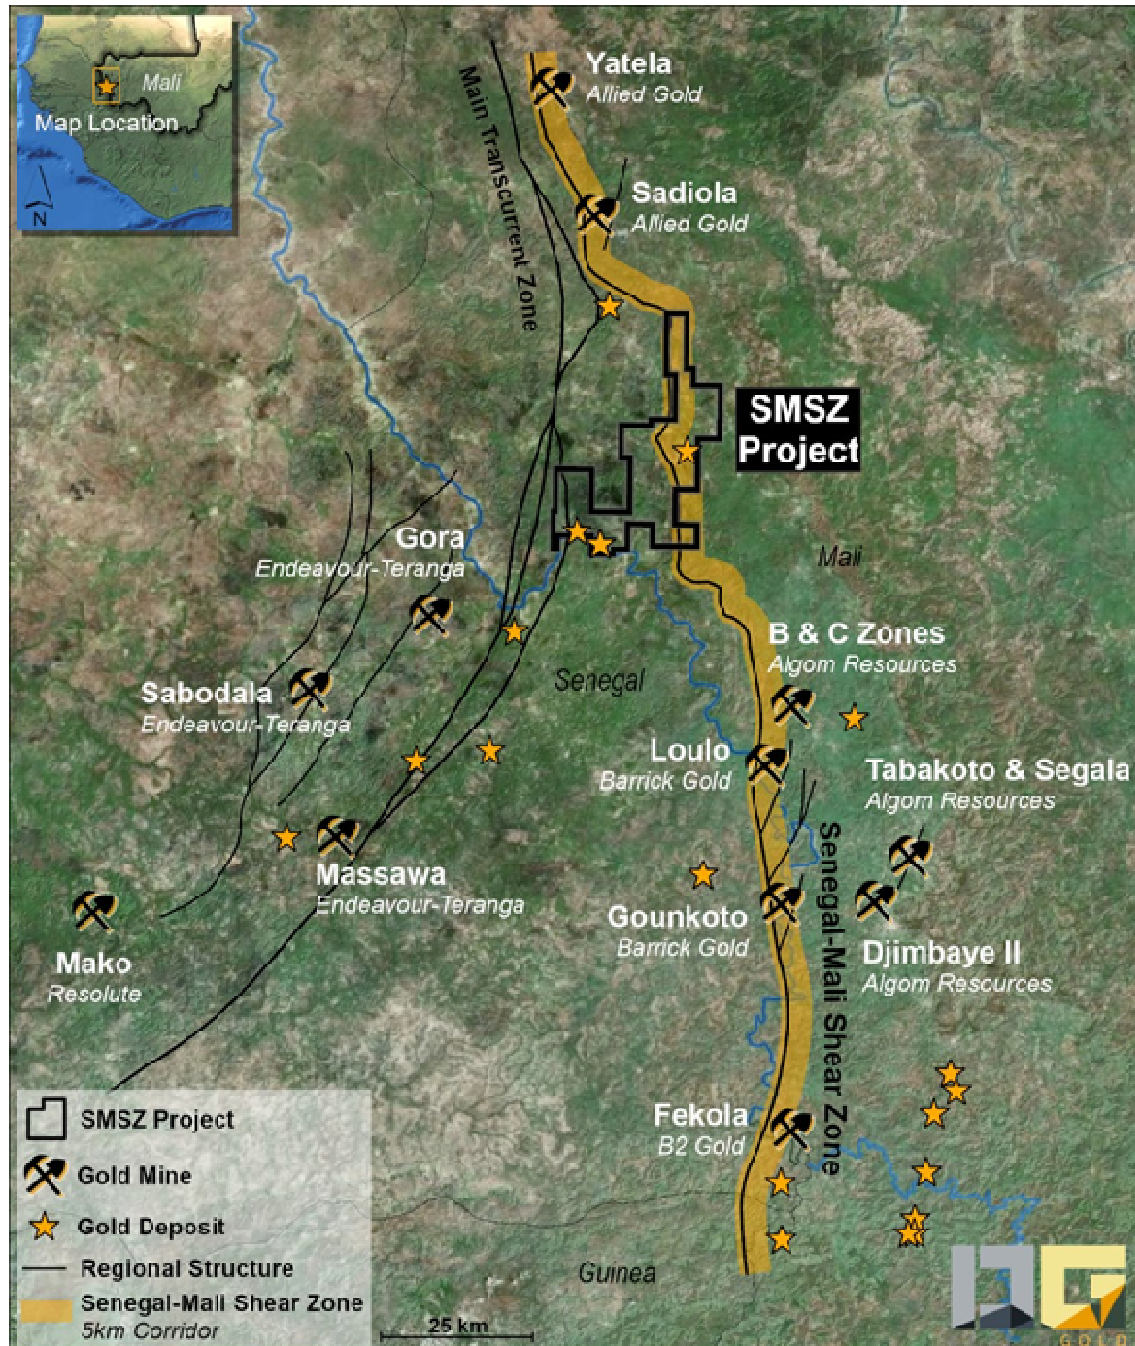 Mali
Map Location
N
Yatela
Allied Gold
Main Transcurrent Zone
Sadiola
Allied Gold
SMSZ
Project
Gora
Endeavour-Teranga
Mali
B & C Zones
Algom Resources
Senegal
Sabodala
Endeavour-Teranga
Loulo
Barrick Gold
Tabakoto & Segala
Algom Resources
Senegal-Mali Shear Zone
Massawa
Endeavour-Teranga
Gounkoto
Barrick Gold
Mako
Resolute
Djimbaye II
Algom Resources
Fekola
B2 Gold
SMSZ Project
Gold Mine
Gold Deposit
Regional Structure
Senegal-Mali Shear Zone
5km Corridor
Guinea
25 km
DG
GOLD